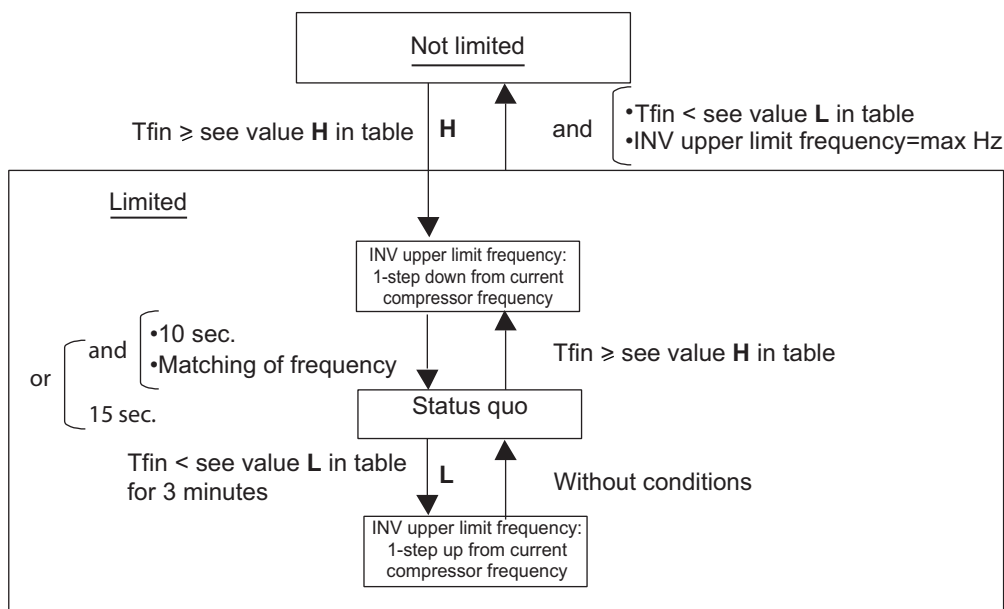 Not limited
Tfin ≥ see value H in table
H
and
•Tfin < see value L in table
•INV upper limit frequency=max Hz
Limited
INV upper limit frequency:
1-step down from current
compressor frequency
or
and
•10 sec.
•Matching of frequency
15 sec.
Tfin ≥ see value H in table
Status quo
Tfin < see value L in table
for 3 minutes
L
Without conditions
INV upper limit frequency:
1-step up from current
compressor frequency